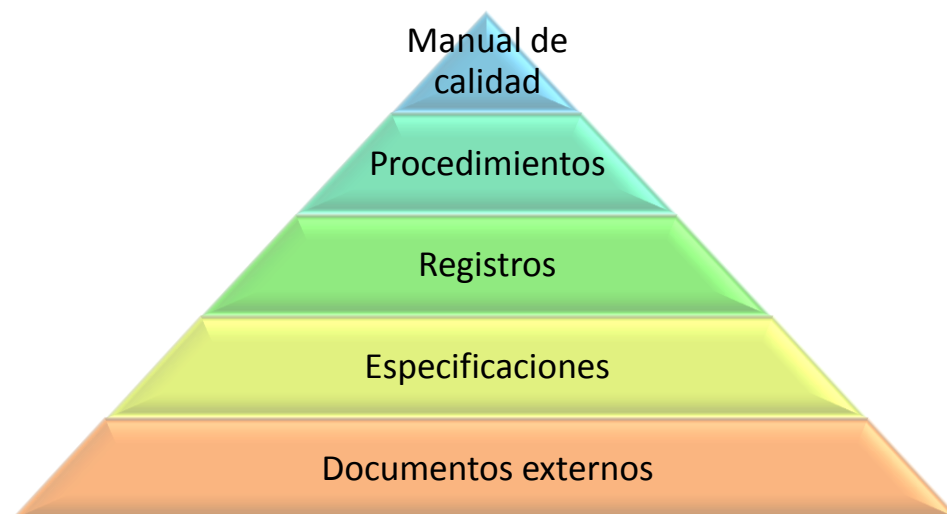 Manual de
calidad
Procedimientos
Registros
Especificaciones
Documentos externos